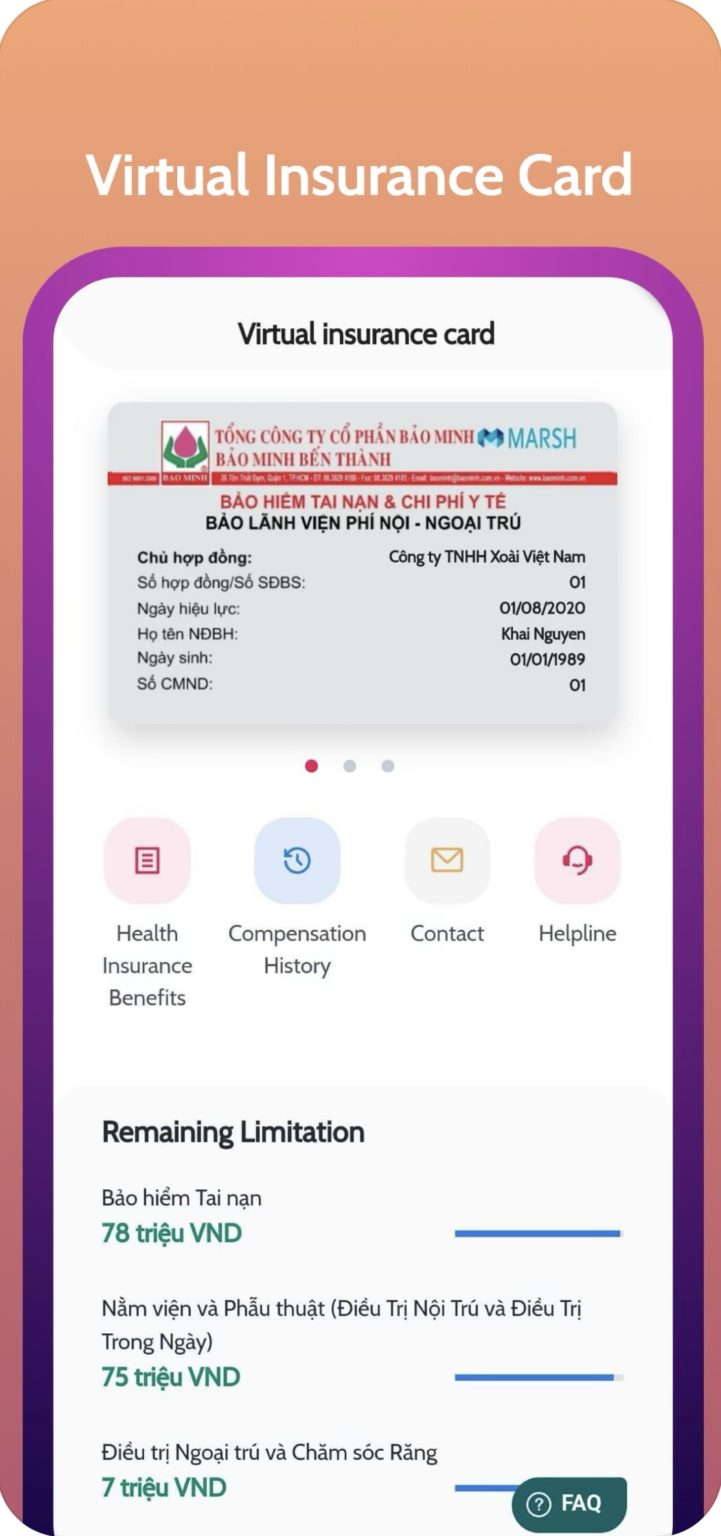 Virtual Insurance Card
Virtual insurance card
TỔNG CÔNG TY CỔ PHẦN BẢO MINH MARSH
BẢO MINH BẾN THÀNH
BAO MINH
BẢO HIỂM TAI NẠN & CHI PHÍ Y TẾ
BẢO LÃNH VIỆN PHÍ NỘI - NGOẠI TRÚ
Chủ hợp đồng: Công ty TNHH Xoài Việt Nam
Số hợp đồng/Số SĐBS: 01
Ngày hiệu lực: 01/08/2020
Họ tên NĐBH: Khai Nguyen
Ngày sinh: 01/01/1989
Số CMND: 01
Health Insurance Benefits
Compensation History
Contact
Helpline
Remaining Limitation
Bảo hiểm Tai nạn
78 triệu VND
Nằm viện và Phẫu thuật (Điều Trị Nội Trú và Điều Trị
Trong Ngày)
75 triệu VND
Điều trị Ngoại trú và Chăm sóc Răng
7 triệu VND
FAQ